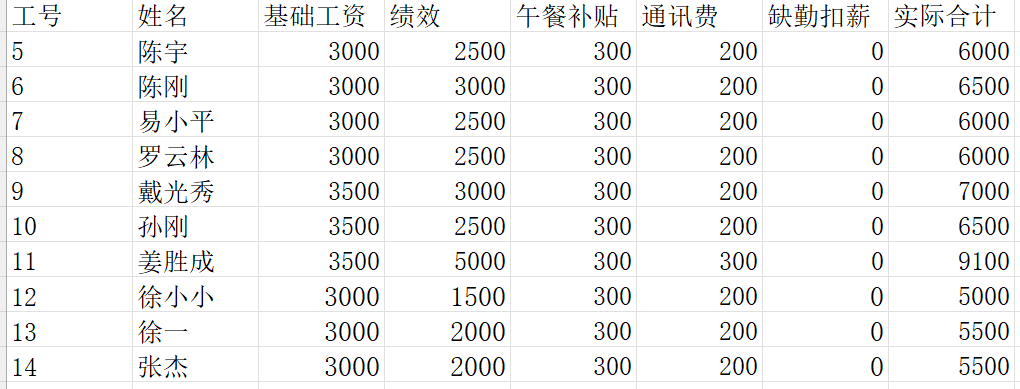 工号 姓名 基础工资 绩效 午餐补贴 通讯费 缺勤扣薪 实际合计
5 陈宇 3000 2500 300 200 0 6000
6 陈刚 3000 3000 300 200 0 6500
7 易小平 3000 2500 300 200 0 6000
8 罗云林 3000 2500 300 200 0 6000
9 戴光秀 3500 3000 300 200 0 7000
10 孙刚 3500 2500 300 200 0 6500
11 姜胜成 3500 5000 300 300 0 9100
12 徐小小 3000 1500 300 200 0 5000
13 徐一 3000 2000 300 200 0 5500
14 张杰 3000 2000 300 200 0 5500